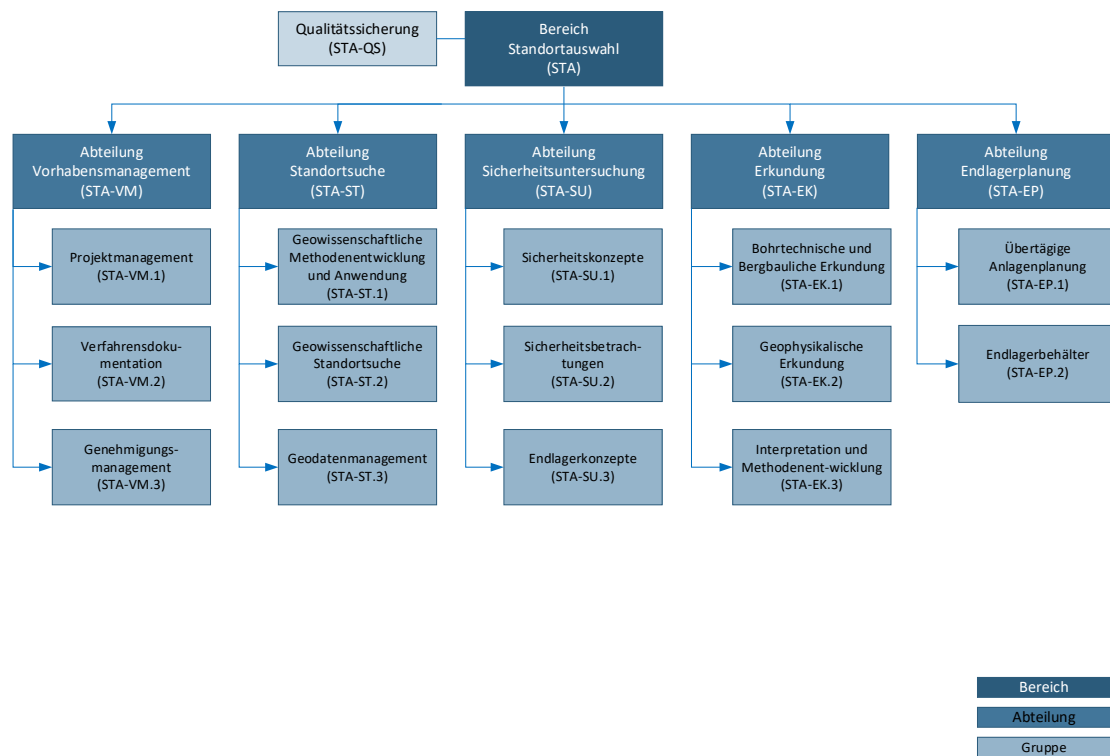 Qualitätssicherung
(STA-QS)
Bereich
Standortauswahl
(STA)
Abteilung
Vorhabensmanagement
(STA-VM)
Abteilung
Standortsuche
(STA-ST)
Abteilung
Sicherheitsuntersuchung
(STA-SU)
Abteilung
Erkundung
(STA-EK)
Abteilung
Endlagerplanung
(STA-EP)
Projektmanagement
(STA-VM.1)
Geowissenschaftliche
Methodenentwicklung
und Anwendung
(STA-ST.1)
Sicherheitskonzepte
(STA-SU.1)
Bohrtechnische und
Bergbauliche Erkundung
(STA-EK.1)
Übertägige
Anlagenplanung
(STA-EP.1)
Verfahrensdoku-
mentation
(STA-VM.2)
Geowissenschaftliche
Standortsuche
(STA-ST.2)
Sicherheitsbetrach-
tungen
(STA-SU.2)
Geophysikalische
Erkundung
(STA-EK.2)
Endlagerbehälter
(STA-EP.2)
Genehmigungs-
management
(STA-VM.3)
Geodatenmanagement
(STA-ST.3)
Endlagerkonzepte
(STA-SU.3)
Interpretation und
Methodenent-wicklung
(STA-EK.3)
Bereich
Abteilung
Gruppe